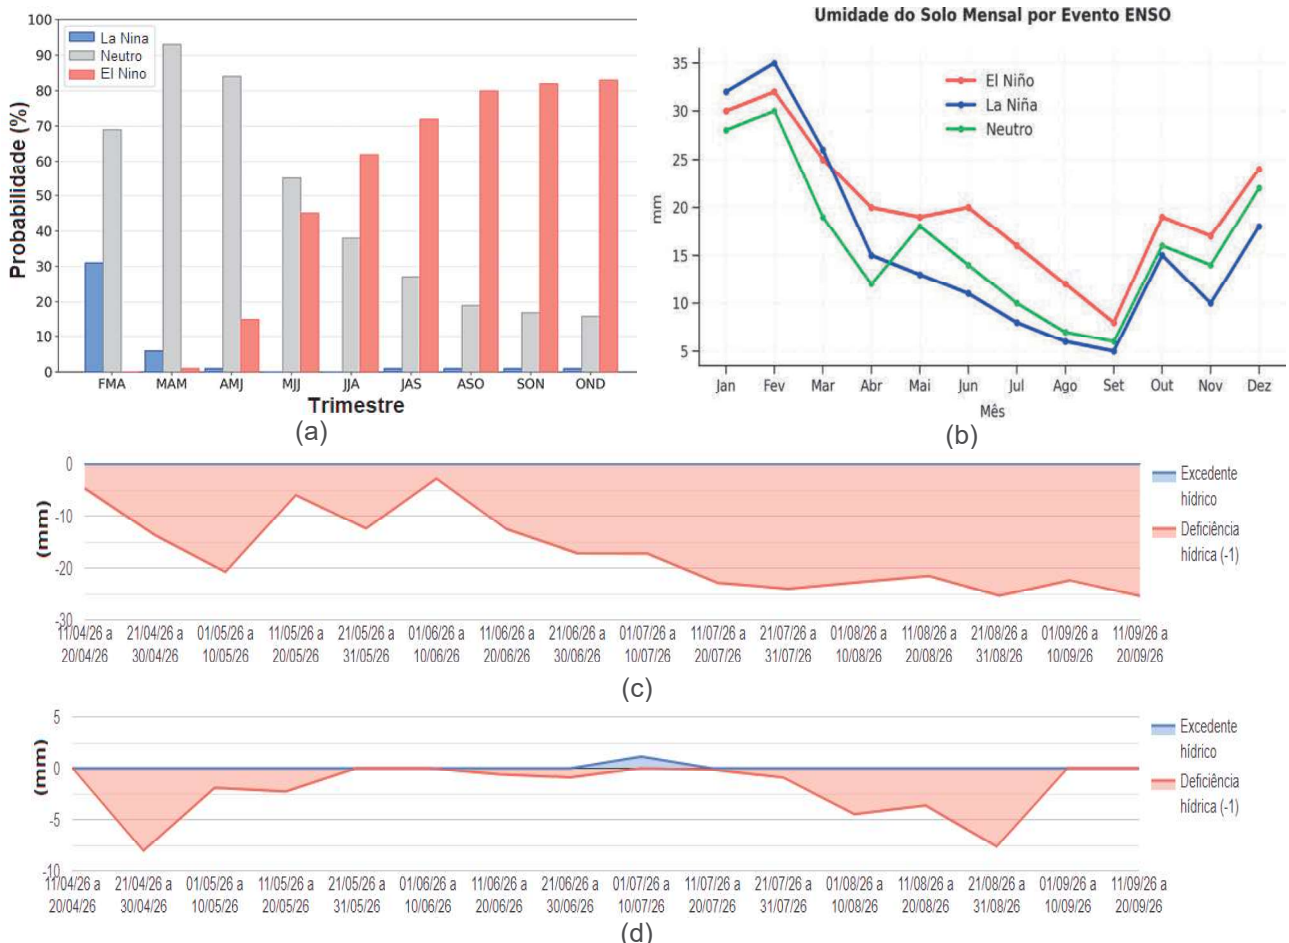 100
90
80
70
60
50
40
30
20
10
0
Probabilidade (%)
La Nina
Neutro
El Nino
FMA MAM AMJ MJJ JJA JAS ASO SON OND
Trimestre
(a)
Umidade do Solo Mensal por Evento ENSO
35
30
25
20
15
10
5
mm
El Niño
La Niña
Neutro
Jan Fev Mar Abr Mai Jun Jul Ago Set Out Nov Dez
Mês
(b)
0
-10
-20
-30
(mm)
Excedente
hídrico
Deficiência
hídrica (-1)
11/04/26 a 21/04/26 a 01/05/26 a 11/05/26 a 21/05/26 a 01/06/26 a 11/06/26 a 21/06/26 a 01/07/26 a 11/07/26 a 21/07/26 a 01/08/26 a 11/08/26 a 21/08/26 a 01/09/26 a 11/09/26 a
20/04/26 30/04/26 10/05/26 20/05/26 31/05/26 10/06/26 20/06/26 30/06/26 10/07/26 20/07/26 31/07/26 10/08/26 20/08/26 31/08/26 10/09/26 20/09/26
(c)
5
0
-5
-10
(mm)
Excedente
hídrico
Deficiência
hídrica (-1)
11/04/26 a 21/04/26 a 01/05/26 a 11/05/26 a 21/05/26 a 01/06/26 a 11/06/26 a 21/06/26 a 01/07/26 a 11/07/26 a 21/07/26 a 01/08/26 a 11/08/26 a 21/08/26 a 01/09/26 a 11/09/26 a
20/04/26 30/04/26 10/05/26 20/05/26 31/05/26 10/06/26 20/06/26 30/06/26 10/07/26 20/07/26 31/07/26 10/08/26 20/08/26 31/08/26 10/09/26 20/09/26
(d)